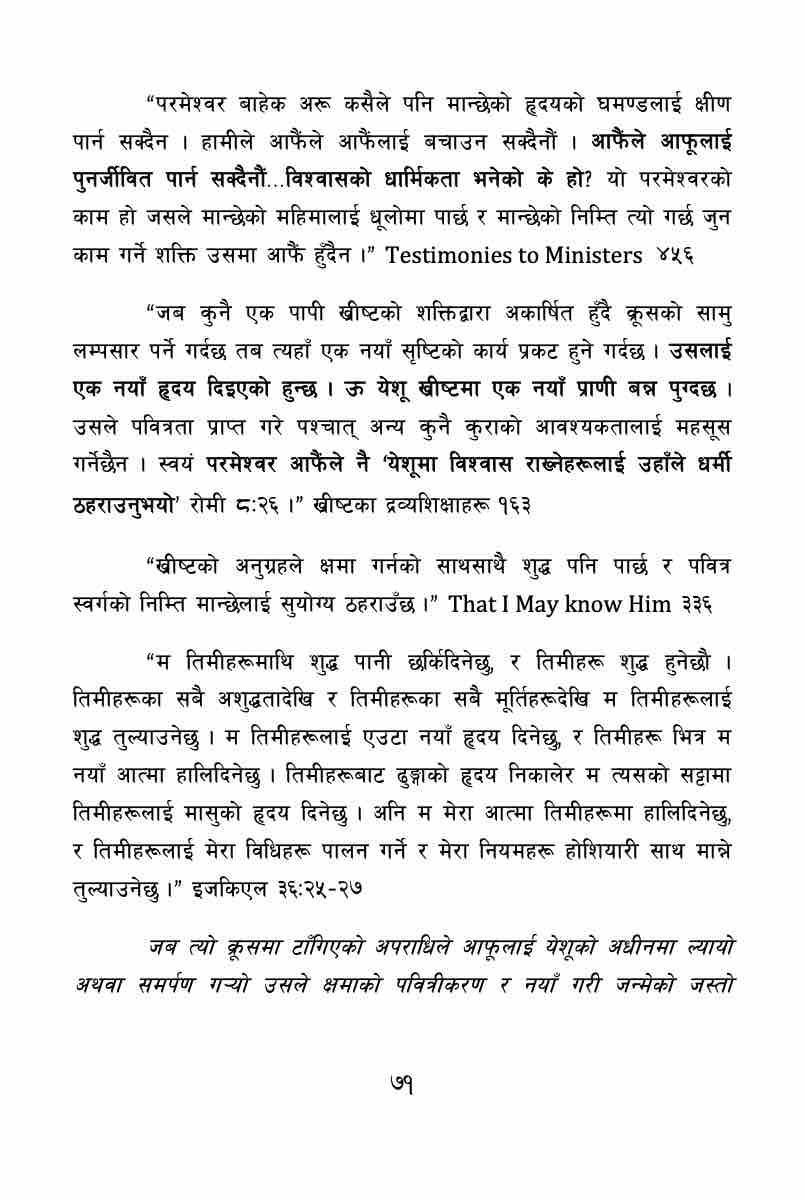 “परमेश्वर बाहेक अरू कसैले पनि मान्छेको हृदयको घमण्डलाई क्षीण
पार्न सक्दैन । हामीले आफैंले आफैंलाई बचाउन सक्दैनौं । आफैंले आफूलाई
पुनर्जीवित पार्न सक्दैनौं...विश्वासको धार्मिकता भनेको के हो? यो परमेश्वरको
काम हो जसले मान्छेको महिमालाई धूलोमा पार्छ र मान्छेको निम्ति त्यो गर्छ जुन
काम गर्ने शक्ति उसमा आफैं हुँदैन ।” Testimonies to Ministers ४५६
“जब कुनै एक पापी ख्रीष्टको शक्तिद्वारा अकार्षित हुँदै क्रूसको सामु
लम्पसार पर्ने गर्दछ तब त्यहाँ एक नयाँ सृष्टिको कार्य प्रकट हुने गर्दछ । उसलाई
एक नयाँ हृदय दिइएको हुन्छ । ऊ येशू ख्रीष्टमा एक नयाँ प्राणी बन्न पुग्दछ ।
उसले पवित्रता प्राप्त गरे पश्चात् अन्य कुनै कुराको आवश्यकतालाई महसूस
गर्नेछैन । स्वयं परमेश्वर आफैंले नै ‘येशूमा विश्वास राख्नेहरूलाई उहाँले धर्मी
ठहराउनुभयो’ रोमी ८:२६ ।” ख्रीष्टका द्रव्यशिक्षाहरू १६३
“ख्रीष्टको अनुग्रहले क्षमा गर्नको साथसाथै शुद्ध पनि पार्छ र पवित्र
स्वर्गको निम्ति मान्छेलाई सुयोग्य ठहराउँछ ।” That I May know Him ३३६
“म तिमीहरूमाथि शुद्ध पानी छर्किदिनेछु, र तिमीहरू शुद्ध हुनेछौ ।
तिमीहरूका सबै अशुद्धतादेखि र तिमीहरूका सबै मूर्तिहरूदेखि म तिमीहरूलाई
शुद्ध तुल्याउनेछु । म तिमीहरूलाई एउटा नयाँ हृदय दिनेछु, र तिमीहरू भित्र म
नयाँ आत्मा हालिदिनेछु । तिमीहरूबाट ढुङ्गाको हृदय निकालेर म त्यसको सट्टामा
तिमीहरूलाई मासुको हृदय दिनेछु । अनि म मेरा आत्मा तिमीहरूमा हालिदिनेछु,
र तिमीहरूलाई मेरा विधिहरू पालन गर्ने र मेरा नियमहरू होशियारी साथ मान्ने
तुल्याउनेछु ।” इजकिएल ३६:२५-२७
जब त्यो क्रूसमा टाँगिएको अपराधिले आफूलाई येशूको अधीनमा ल्यायो
अथवा समर्पण गर्‍यो उसले क्षमाको पवित्रीकरण र नयाँ गरी जन्मेको जस्तो
७१